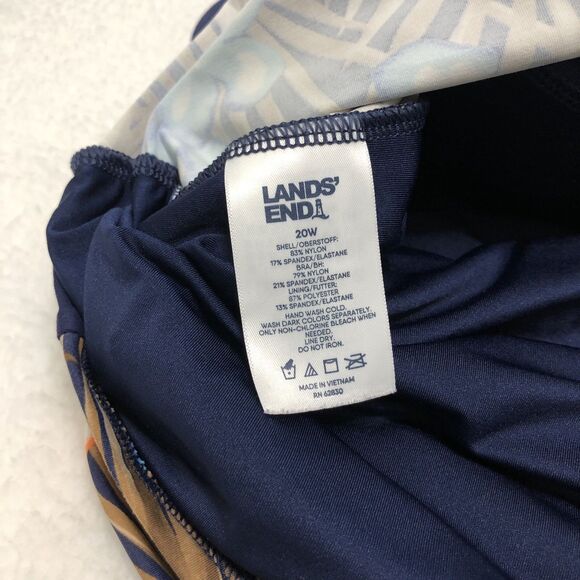 LANDS'
END
20W
SHELL/OBERSTOFF:
83% NYLON
17% SPANDEX/ELASTANE
BRA/BH:
79% NYLON
21% SPANDEX/ELASTANE
LINING/FUTTER:
87% POLYESTER
13% SPANDEX/ELASTANE
HAND WASH COLD.
WASH DARK COLORS SEPARATELY.
ONLY NON-CHLORINE BLEACH WHEN
NEEDED.
LINE DRY.
DO NOT IRON.
MADE IN VIETNAM
RN 62830